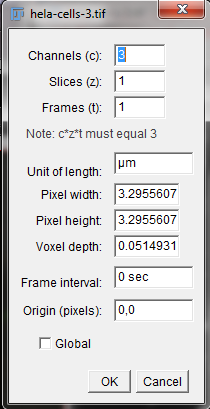 hela-cells-3.tif
Channels (c): 3
Slices (z): 1
Frames (t): 1
Note: c*z*t must equal 3
Unit of length: µm
Pixel width: 3.2955607
Pixel height: 3.2955607
Voxel depth: 0.0514931
Frame interval: 0 sec
Origin (pixels): 0,0
Global
OK Cancel